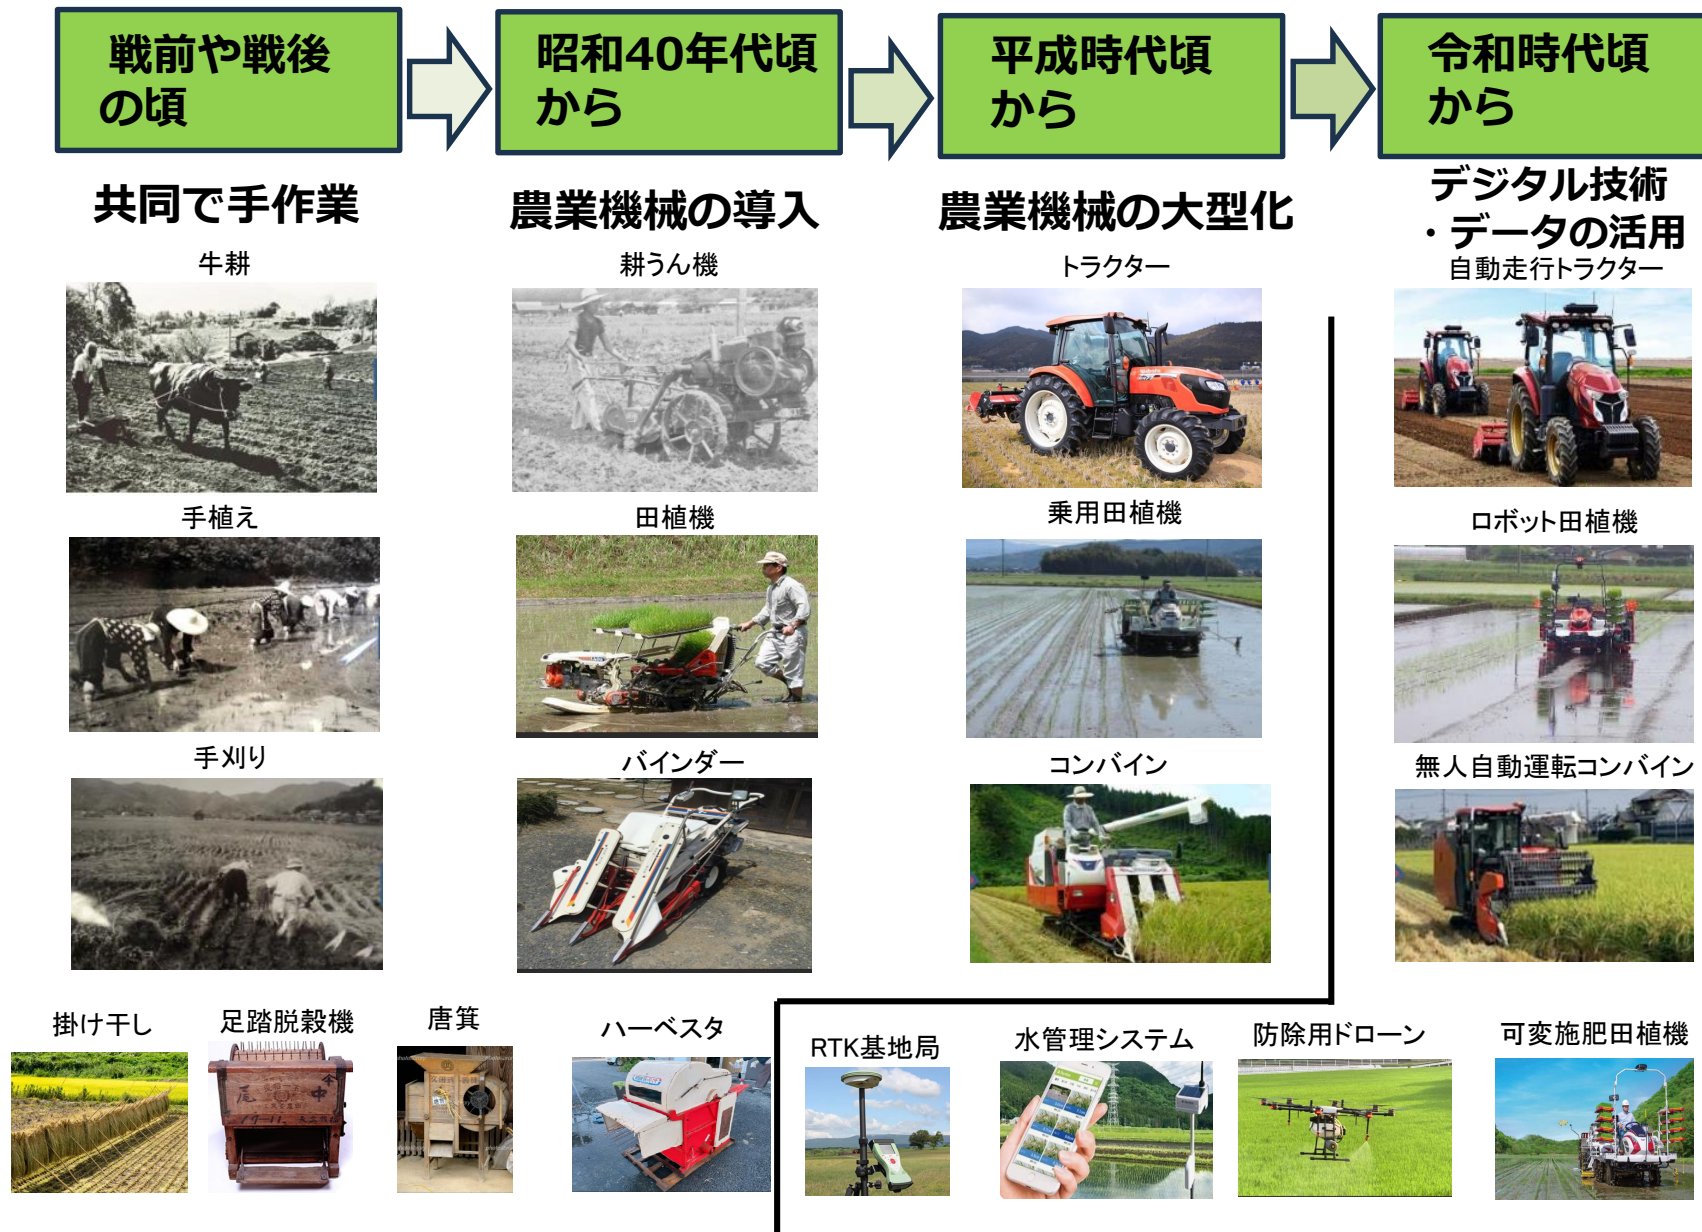 戦前や戦後
の頃
昭和40年代頃
から
平成時代頃
から
令和時代頃
から
共同で手作業
農業機械の導入
農業機械の大型化
デジタル技術
・データの活用
牛耕
耕うん機
トラクター
自動走行トラクター
手植え
田植機
乗用田植機
ロボット田植機
手刈り
バインダー
コンバイン
無人自動運転コンバイン
掛け干し
足踏脱穀機
唐箕
ハーベスタ
RTK基地局
水管理システム
防除用ドローン
可変施肥田植機